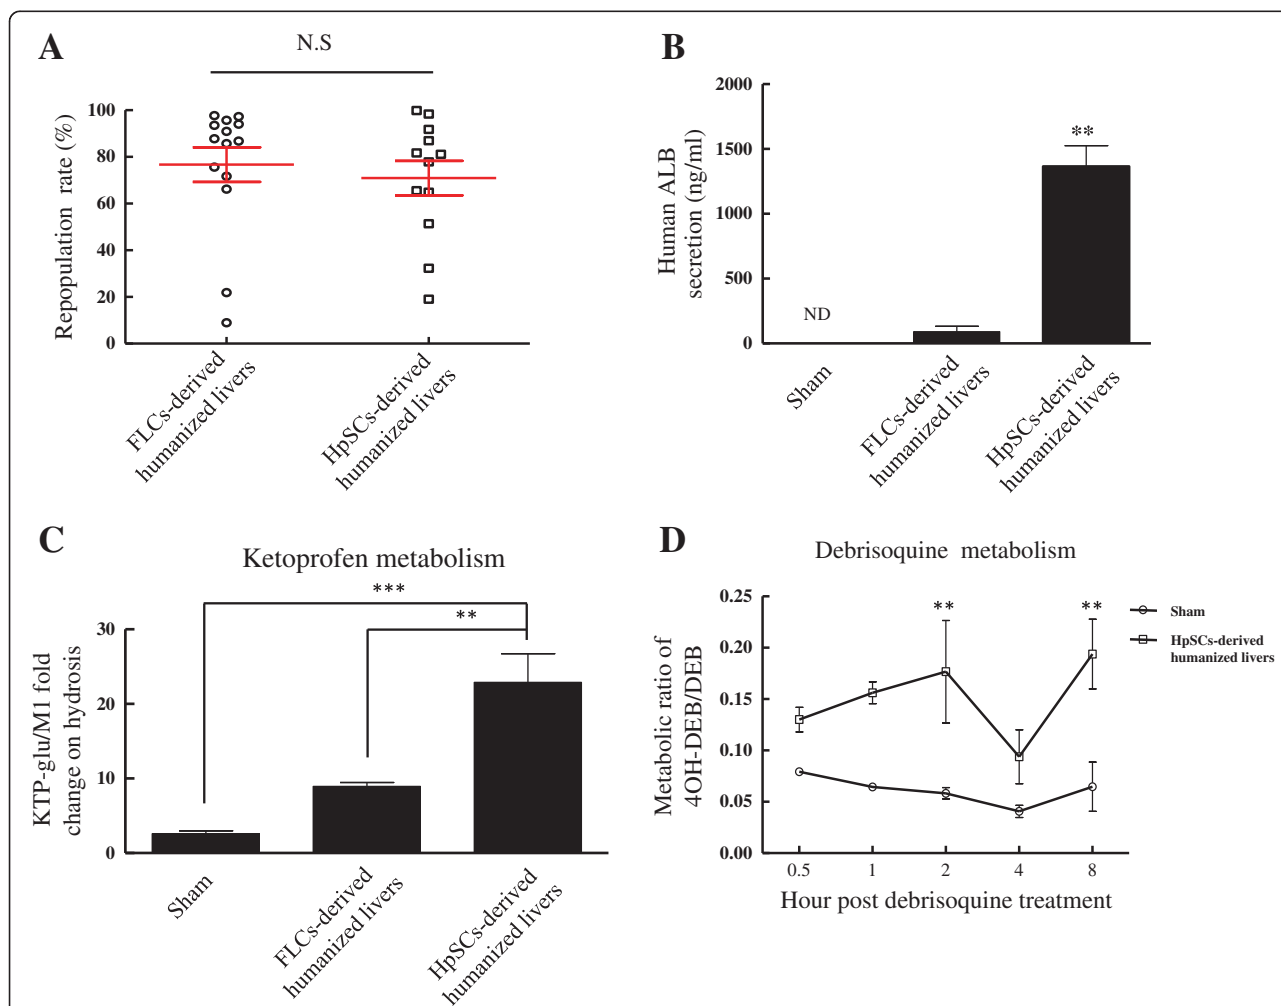 A
N.S
Repopulation rate (%)
100
80
60
40
20
0
FLCs-derived
humanized livers
HpSCs-derived
humanized livers
B
Human ALB
secretion (ng/ml)
2000
1500
1000
500
0
ND
**
Sham
FLCs-derived
humanized livers
HpSCs-derived
humanized livers
C
Ketoprofen metabolism
***
**
KTP-glu/M1 fold
change on hydrosis
30
20
10
0
Sham
FLCs-derived
humanized livers
HpSCs-derived
humanized livers
D
Debrisoquine metabolism
Metabolic ratio of
4OH-DEB/DEB
0.25
0.20
0.15
0.10
0.05
0.00
** **
0.5 1 2 4 8
Hour post debrisoquine treatment
Sham
HpSCs-derived
humanized livers